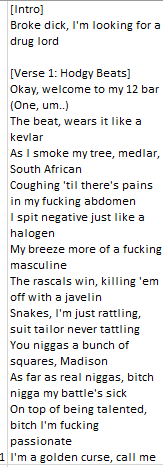 [Intro]
Broke dick, I'm looking for a
drug lord

[Verse 1: Hodgy Beats]
Okay, welcome to my 12 bar
(One, um..)
The beat, wears it like a
kevlar
As I smoke my tree, medlar,
South African
Coughing 'til there's pains
in my fucking abdomen
I spit negative just like a
halogen
My breeze more of a fucking
masculine
The rascals win, killing 'em
off with a javelin
Snakes, I'm just rattling,
suit tailor never tattling
You niggas a bunch of
squares, Madison
As far as real niggas, bitch
nigga my battle's sick
On top of being talented,
bitch I'm fucking
passionate
1 I'm a golden curse, call me